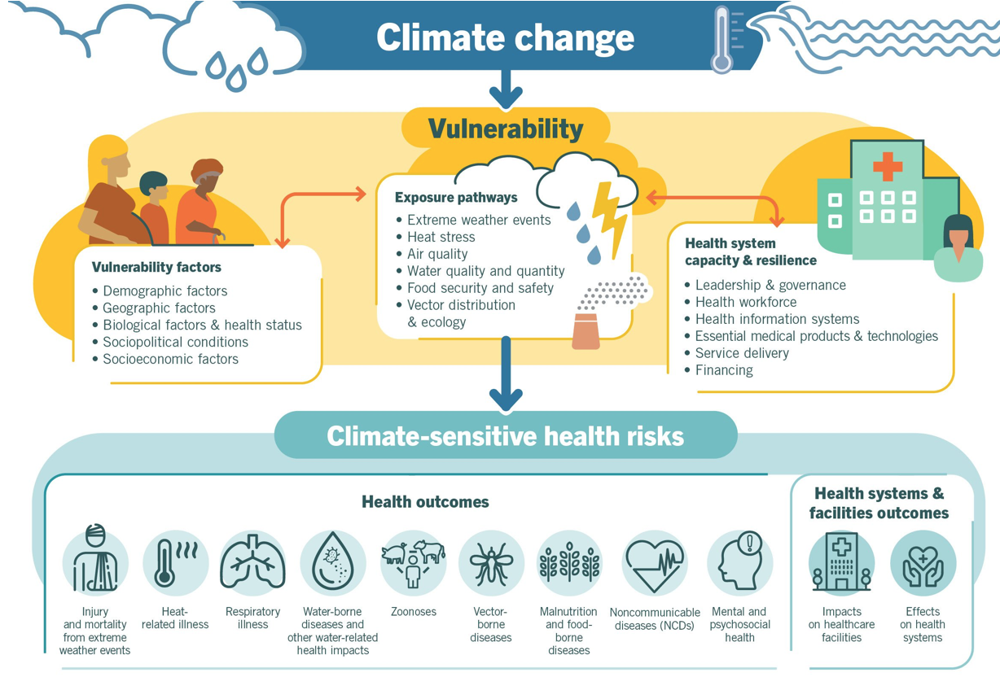 Climate change
Vulnerability
Vulnerability factors
• Demographic factors
• Geographic factors
• Biological factors & health status
• Sociopolitical conditions
• Socioeconomic factors
Exposure pathways
• Extreme weather events
• Heat stress
• Air quality
• Water quality and quantity
• Food security and safety
• Vector distribution
& ecology
Health system
capacity & resilience
• Leadership & governance
• Health workforce
• Health information systems
• Essential medical products & technologies
• Service delivery
• Financing
Climate-sensitive health risks
Health outcomes
Injury
and mortality
from extreme
weather events
Heat-
related illness
Respiratory
illness
Water-borne
diseases and
other water-related
health impacts
Zoonoses
Vector-
borne
diseases
Malnutrition
and food-
borne
diseases
Noncommunicable
diseases (NCDs)
Mental and
psychosocial
health
Health systems &
facilities outcomes
Impacts
on healthcare
facilities
Effects
on health
systems